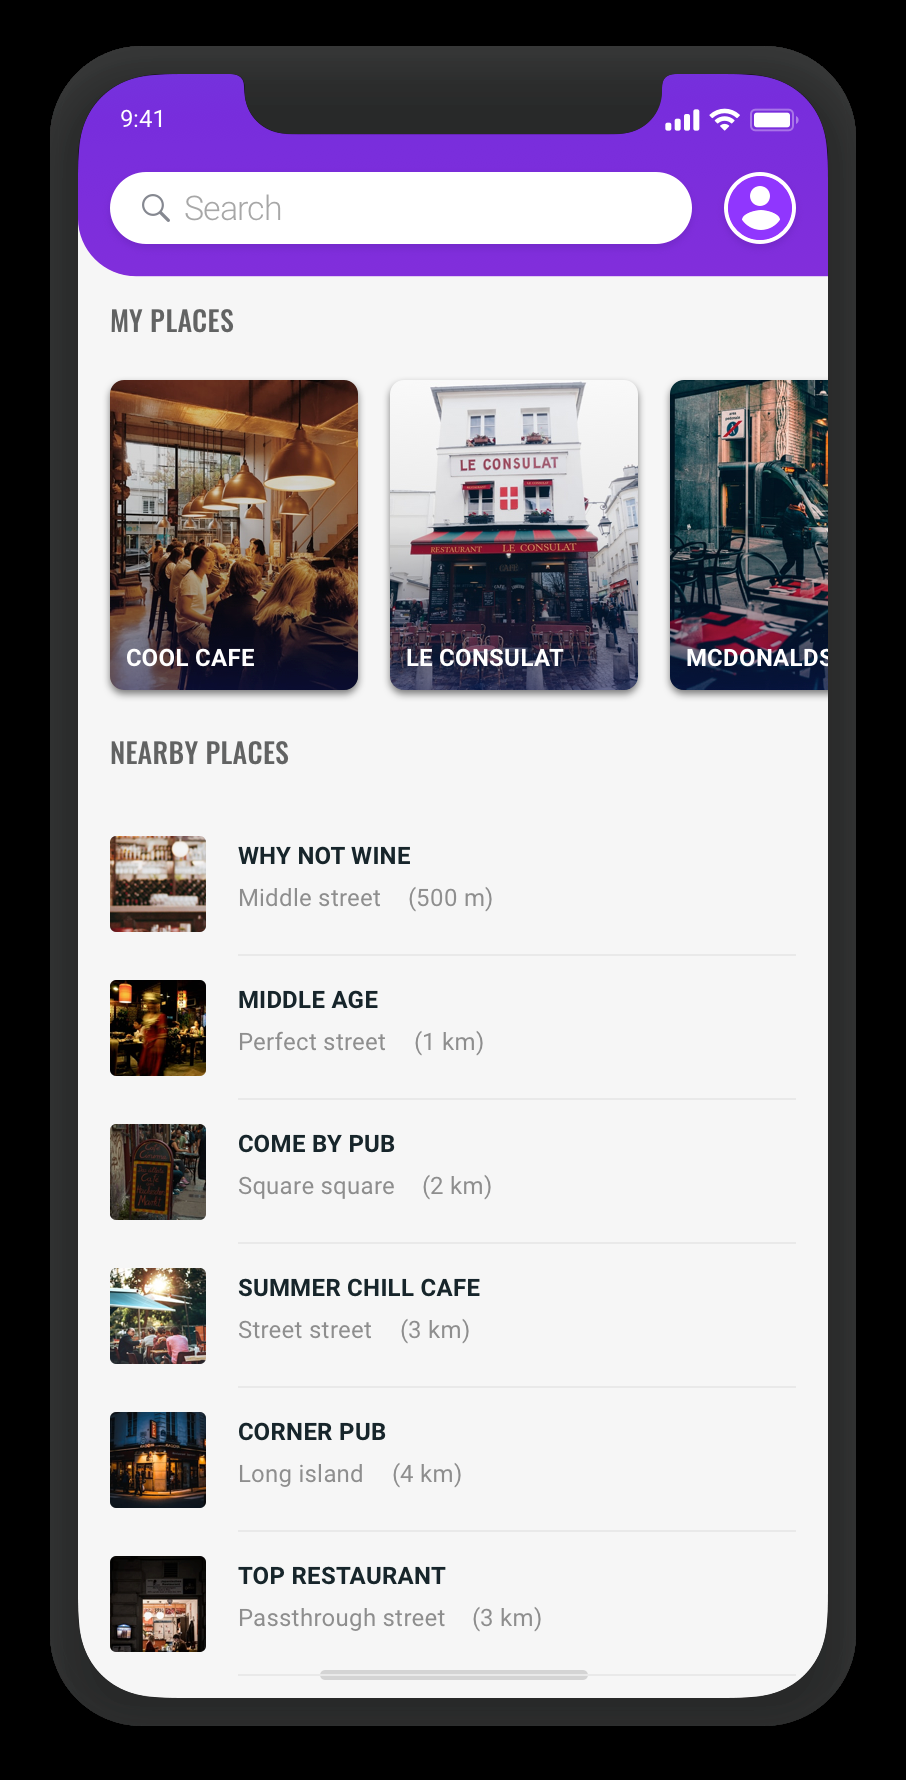 9:41
Search
MY PLACES
LE CONSULAT
RESTAURANT LE CONSULAT
CAFE
COOL CAFE
LE CONSULAT
MCDONALDS
NEARBY PLACES
WHY NOT WINE
Middle street (500 m)
MIDDLE AGE
Perfect street (1 km)
COME BY PUB
Square square (2 km)
SUMMER CHILL CAFE
Street street (3 km)
CORNER PUB
Long island (4 km)
TOP RESTAURANT
Passthrough street (3 km)